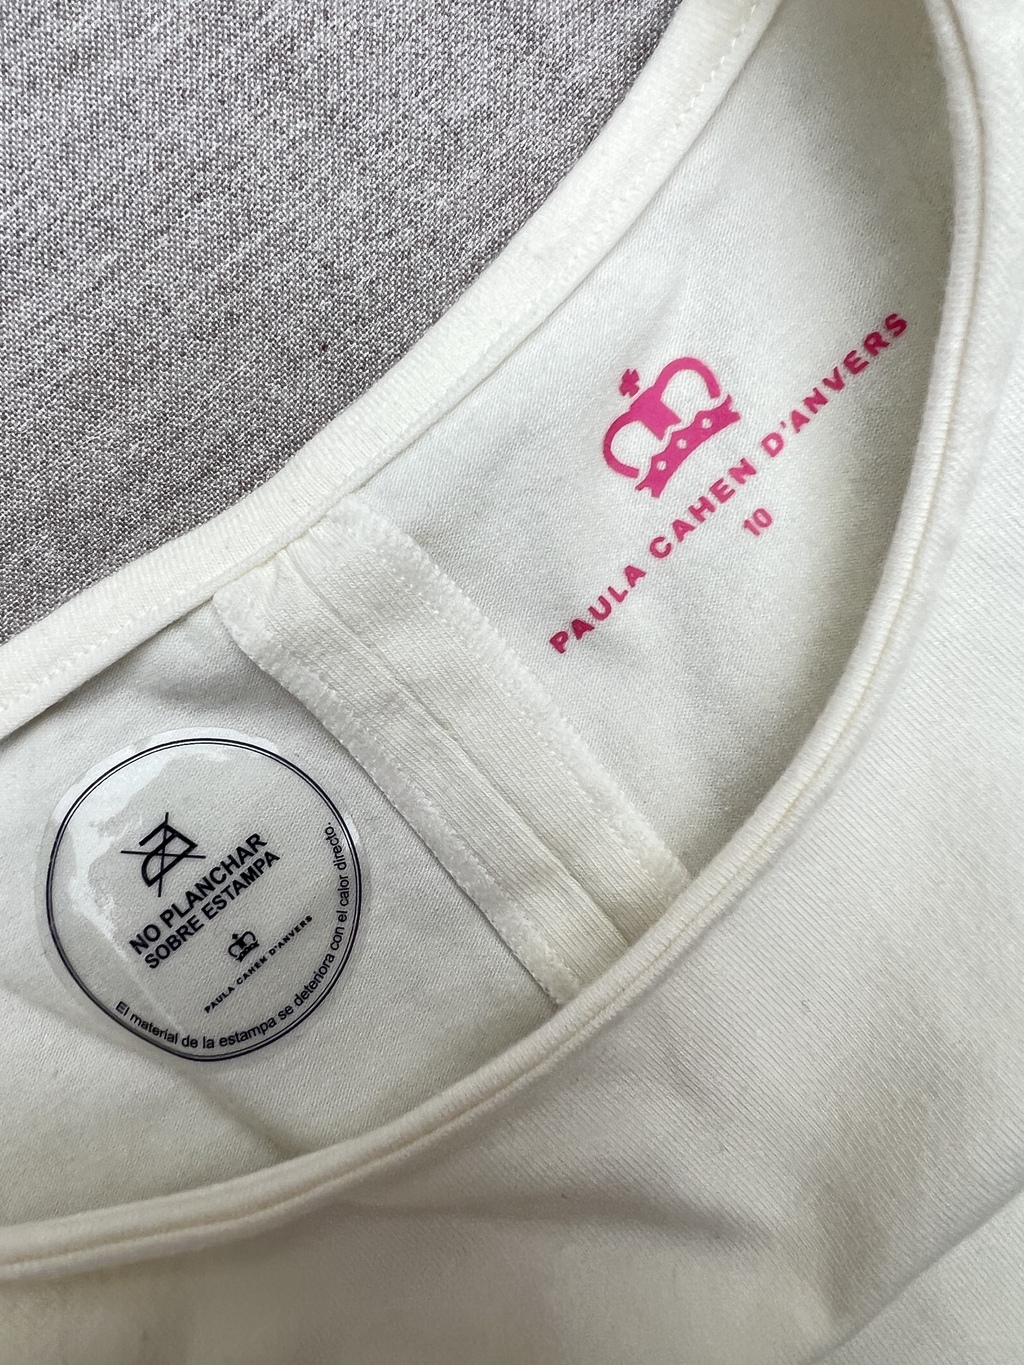 PAULA CAHEN D'ANVERS
10
NO PLANCHAR
SOBRE ESTAMPA
PAULA CAHEN D'ANVERS
El material de la estampa se deteriora con el calor directo.